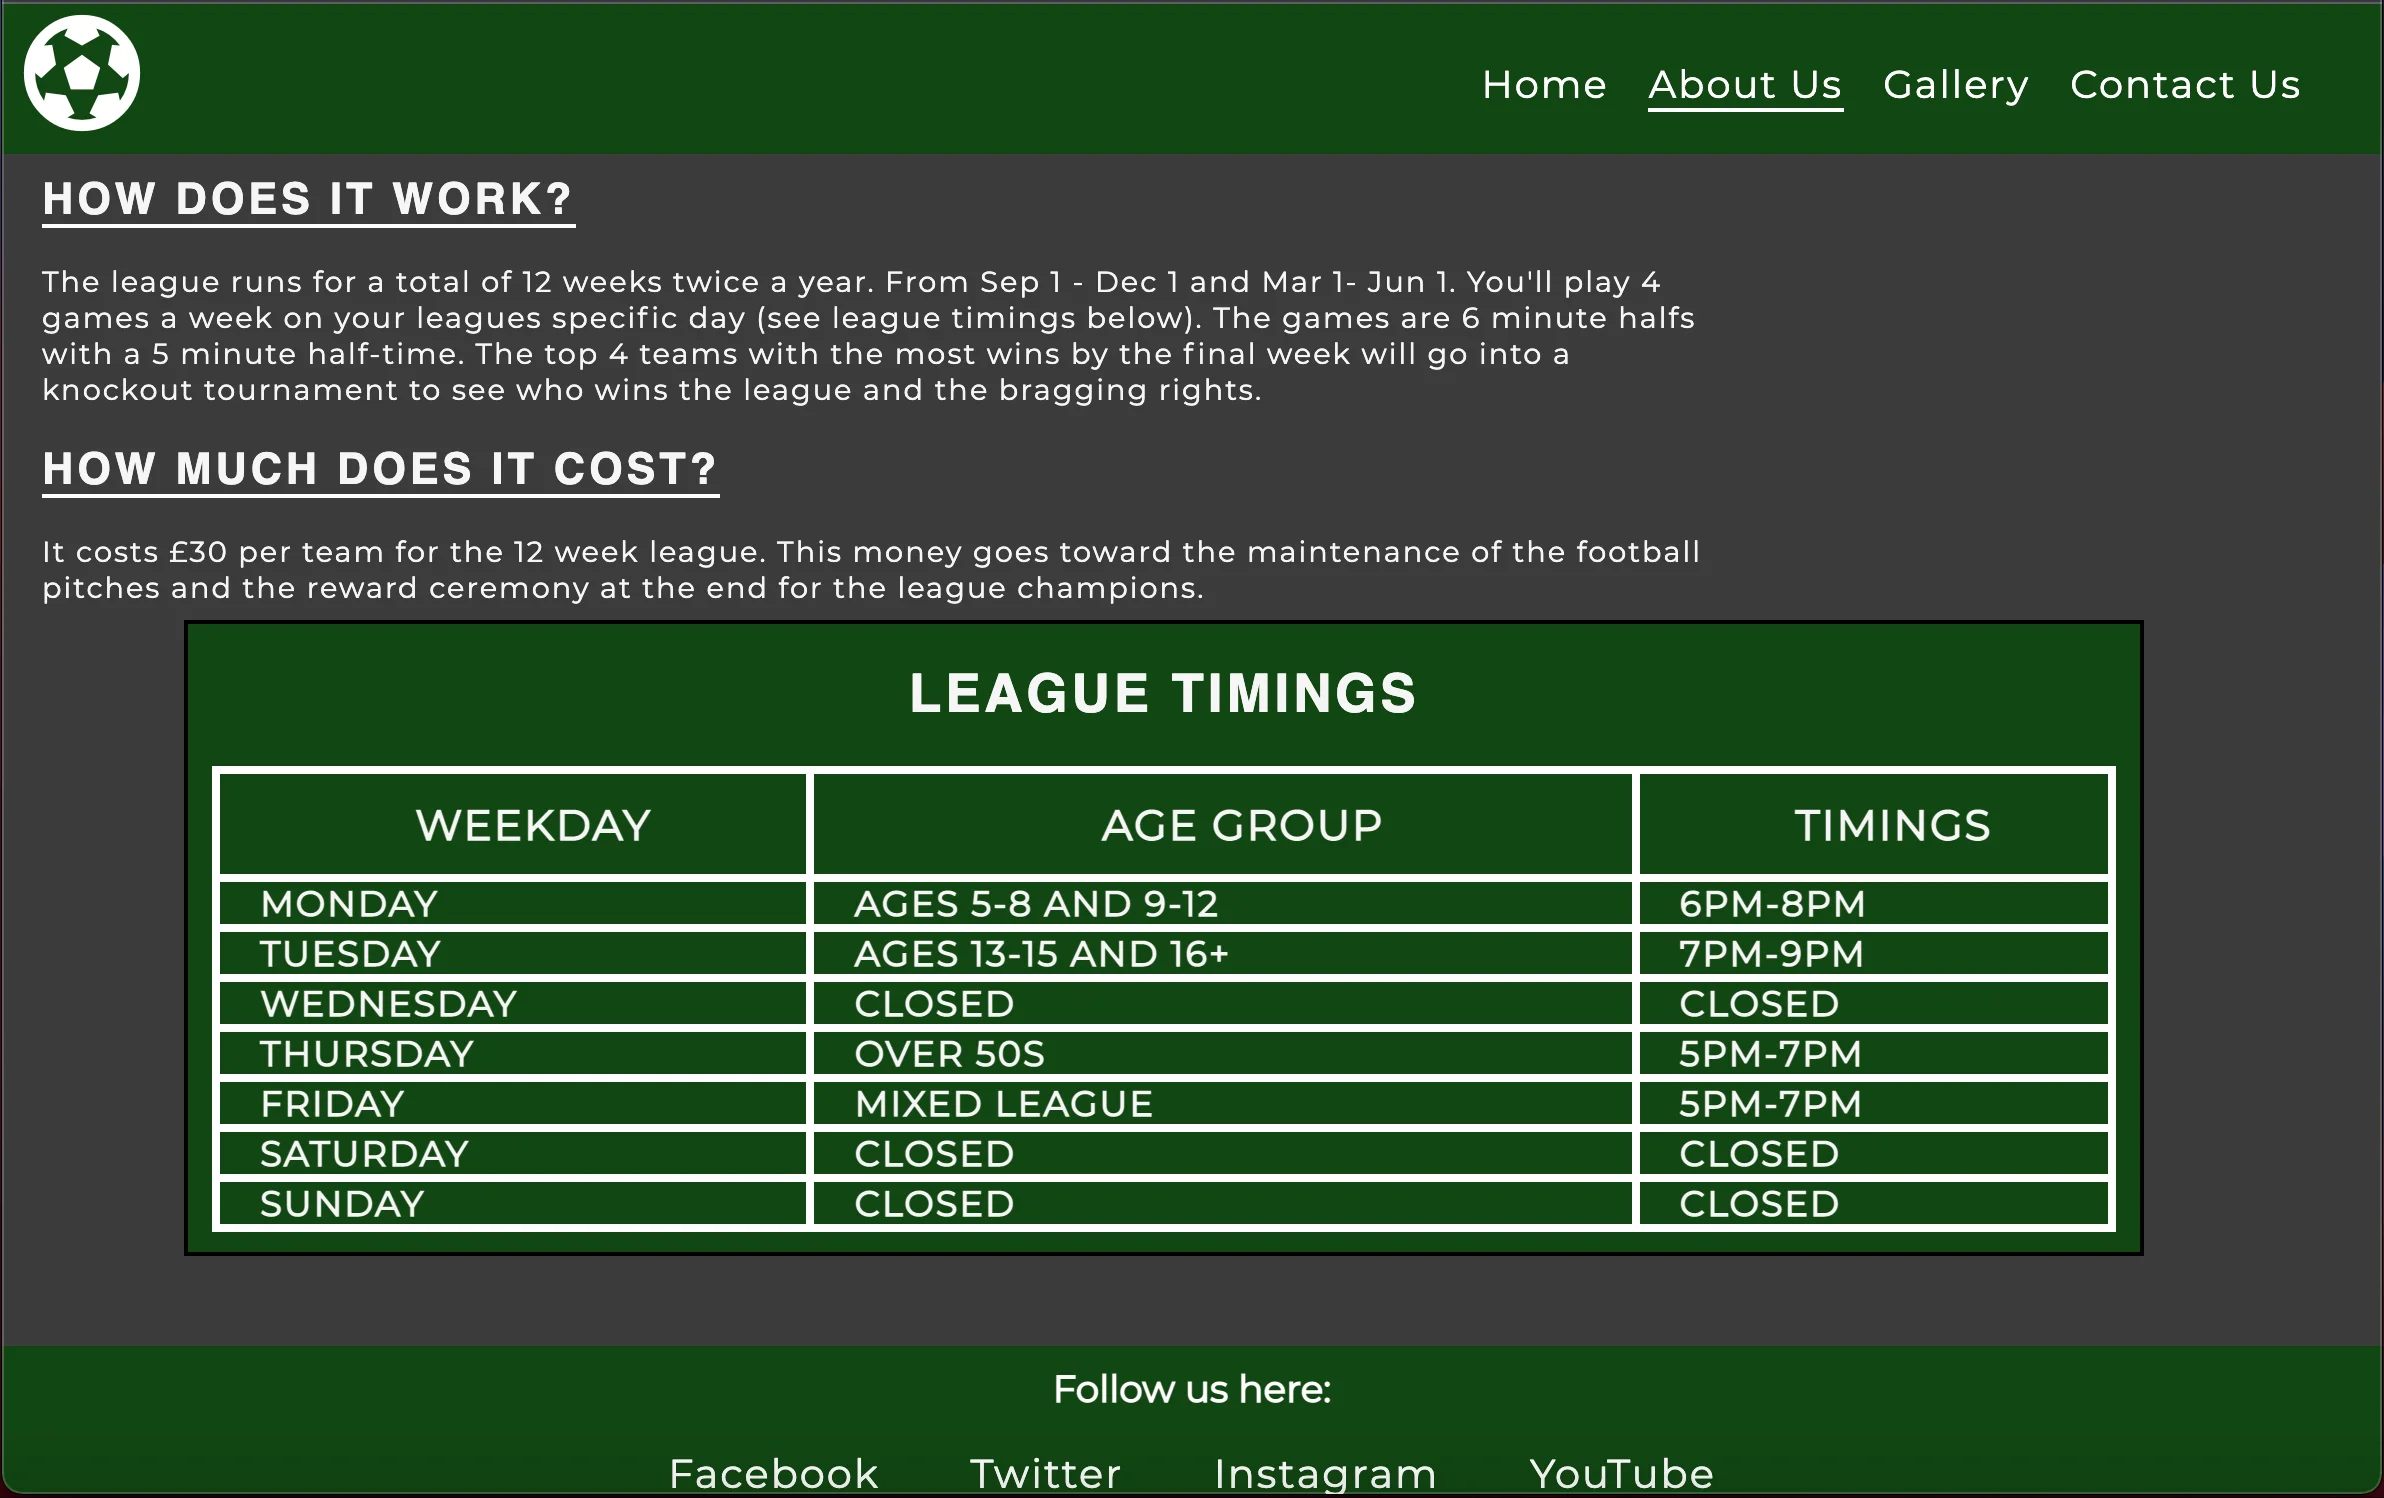 Home About Us Gallery Contact Us
HOW DOES IT WORK?
The league runs for a total of 12 weeks twice a year. From Sep 1 - Dec 1 and Mar 1- Jun 1. You'll play 4
games a week on your leagues specific day (see league timings below). The games are 6 minute halfs
with a 5 minute half-time. The top 4 teams with the most wins by the final week will go into a
knockout tournament to see who wins the league and the bragging rights.
HOW MUCH DOES IT COST?
It costs £30 per team for the 12 week league. This money goes toward the maintenance of the football
pitches and the reward ceremony at the end for the league champions.
LEAGUE TIMINGS
WEEKDAY AGE GROUP TIMINGS
MONDAY AGES 5-8 AND 9-12 6PM-8PM
TUESDAY AGES 13-15 AND 16+ 7PM-9PM
WEDNESDAY CLOSED CLOSED
THURSDAY OVER 50S 5PM-7PM
FRIDAY MIXED LEAGUE 5PM-7PM
SATURDAY CLOSED CLOSED
SUNDAY CLOSED CLOSED
Follow us here:
Facebook Twitter Instagram YouTube